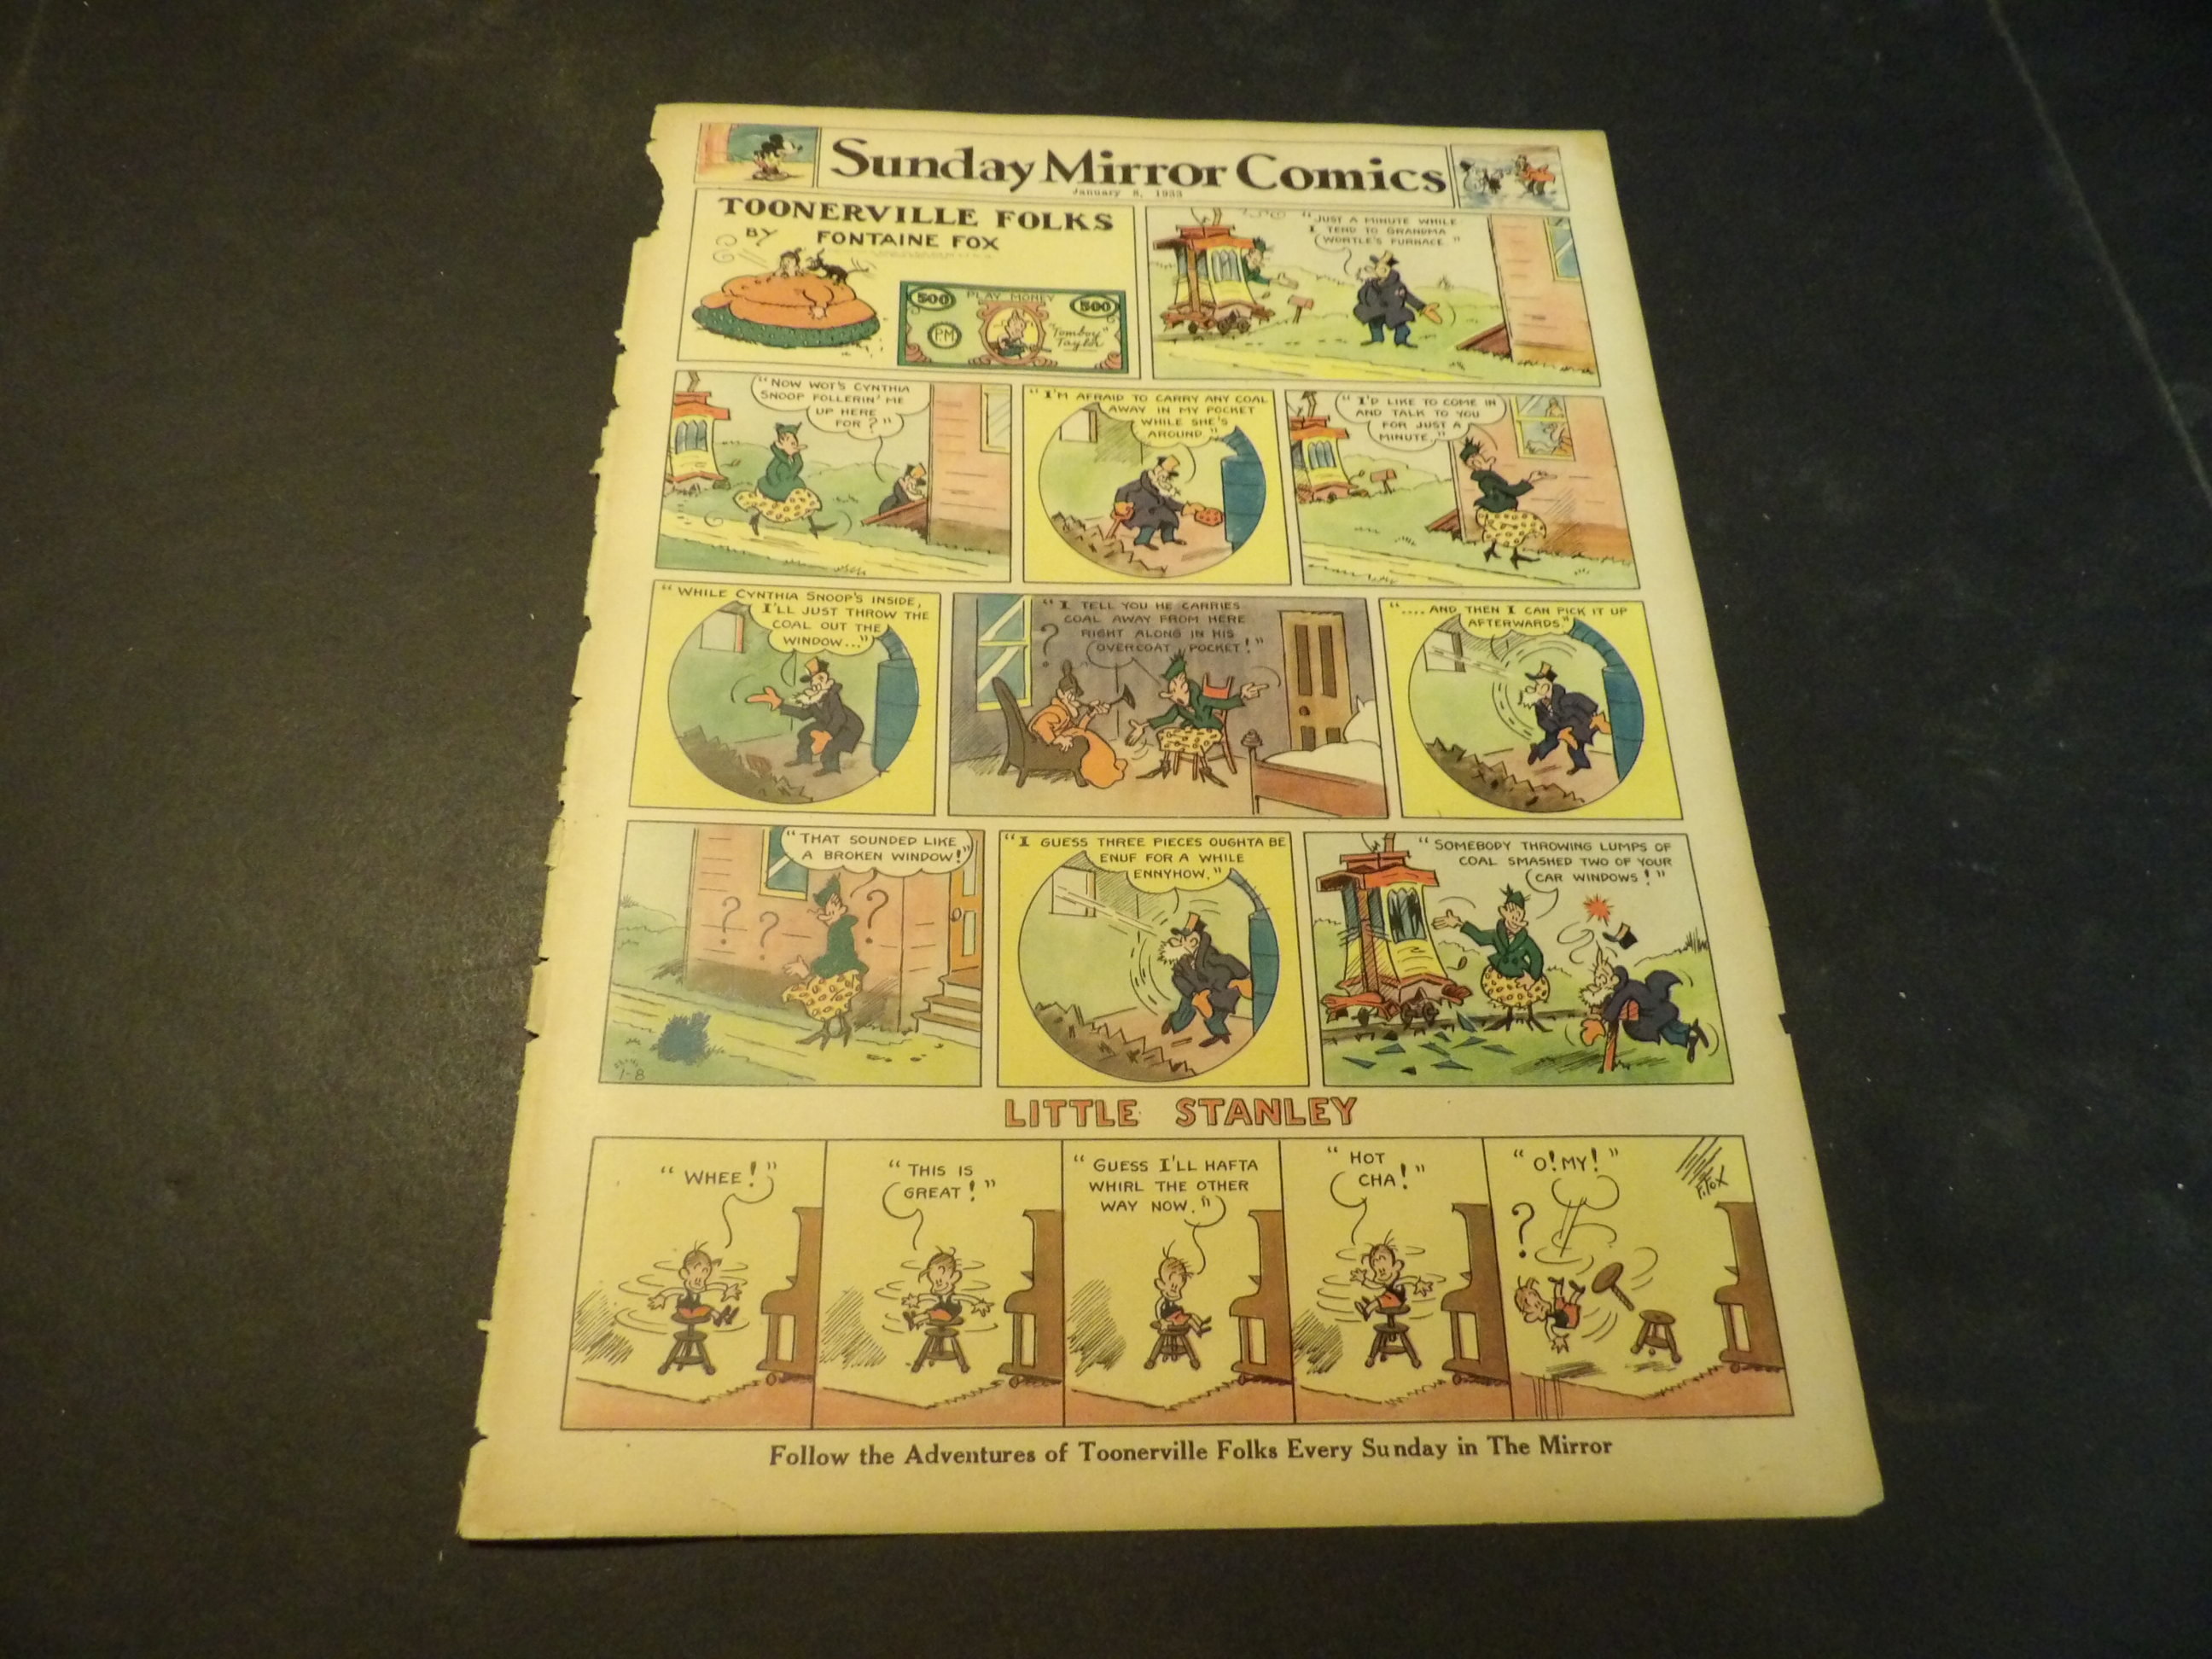 Sunday Mirror Comics
January 8, 1933
TOONERVILLE FOLKS
BY FONTAINE FOX
500
PLAY MONEY
500
P.M
"Tomboy"
Taylor
"JUST A MINUTE WHILE
I TEND TO GRANDMA
WORTLE'S FURNACE."
"NOW WOT'S CYNTHIA
SNOOP FOLLERIN' ME
UP HERE
FOR?"
"I'M AFRAID TO CARRY ANY COAL
AWAY IN MY POCKET
WHILE SHE'S
AROUND."
"I'D LIKE TO COME IN
AND TALK TO YOU
FOR JUST A
MINUTE."
"WHILE CYNTHIA SNOOP'S INSIDE,
I'LL JUST THROW THE
COAL OUT THE
WINDOW..."
"I TELL YOU HE CARRIES
COAL AWAY FROM HERE
RIGHT ALONG IN HIS
OVERCOAT POCKET!"
?
".... AND THEN I CAN PICK IT UP
AFTERWARDS."
"THAT SOUNDED LIKE
A BROKEN WINDOW!"
? ? ?
1-8
"I GUESS THREE PIECES OUGHTA BE
ENUF FOR A WHILE
ENNYHOW."
"SOMEBODY THROWING LUMPS OF
COAL SMASHED TWO OF YOUR
CAR WINDOWS!"
LITTLE STANLEY
"WHEE!"
"THIS IS
GREAT!"
"GUESS I'LL HAFTA
WHIRL THE OTHER
WAY NOW."
"HOT
CHA!"
"O! MY!"
?
F. FOX
Follow the Adventures of Toonerville Folks Every Sunday in The Mirror